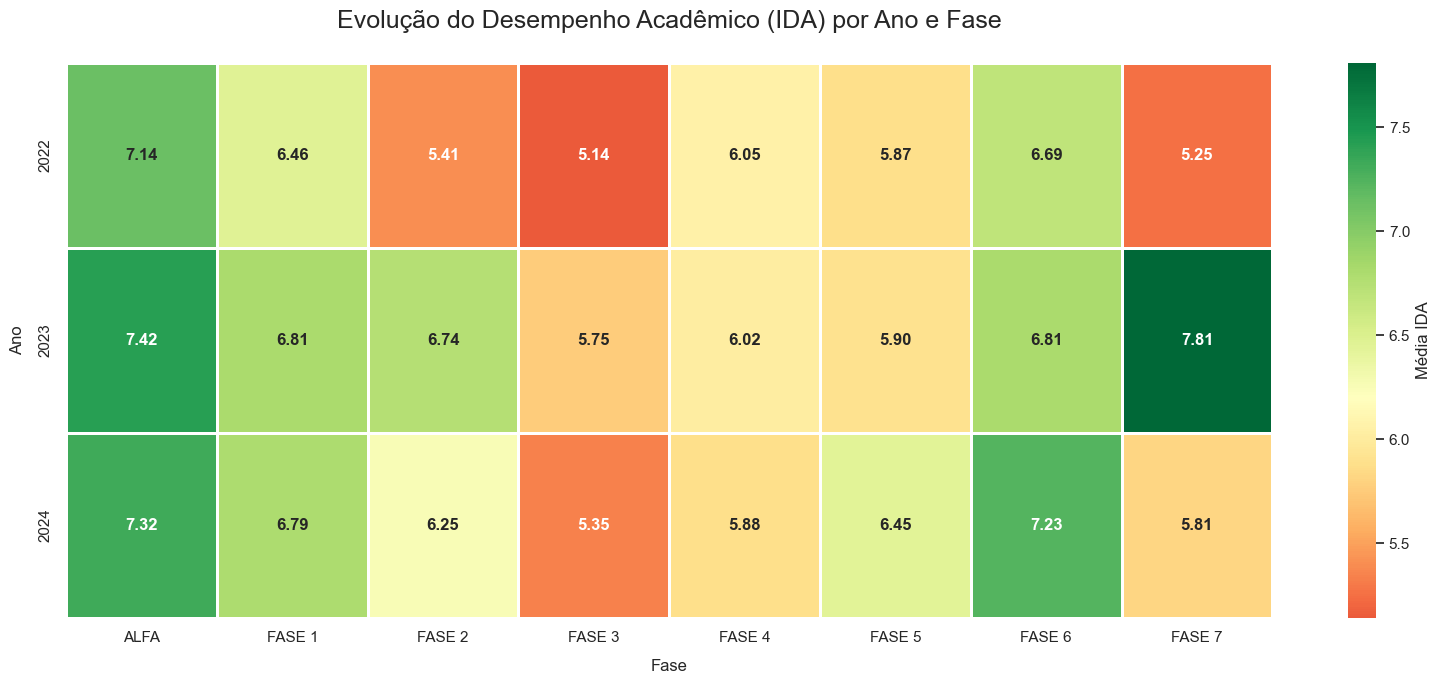 Evolução do Desempenho Acadêmico (IDA) por Ano e Fase
Ano
2022
7.14 6.46 5.41 5.14 6.05 5.87 6.69 5.25
2023
7.42 6.81 6.74 5.75 6.02 5.90 6.81 7.81
2024
7.32 6.79 6.25 5.35 5.88 6.45 7.23 5.81
ALFA FASE 1 FASE 2 FASE 3 FASE 4 FASE 5 FASE 6 FASE 7
Fase
7.5
7.0
6.5
6.0
5.5
Média IDA